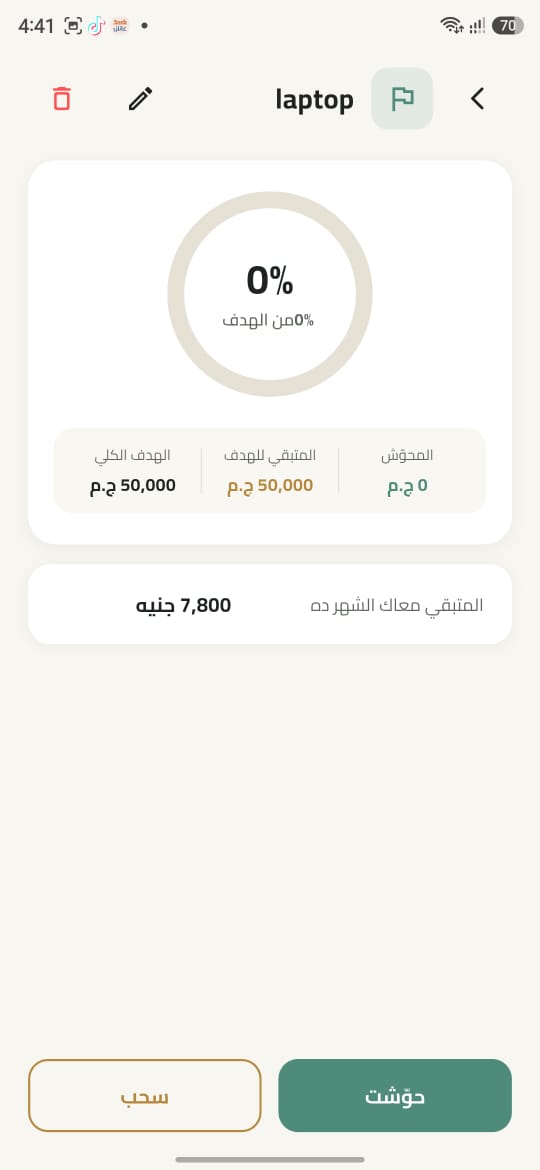 4:41
70
laptop
0%
0%من الهدف
المحوّش
المتبقي للهدف
الهدف الكلي
0 ج.م
50,000 ج.م
50,000 ج.م
المتبقي معاك الشهر ده
7,800 جنيه
حوّشت
سحب